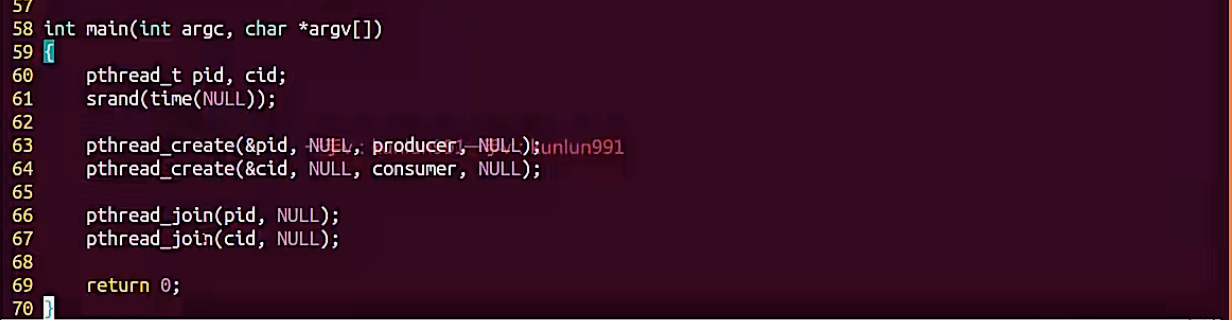 57
58 int main(int argc, char *argv[])
59 {
60     pthread_t pid, cid;
61     srand(time(NULL));
62
63     pthread_create(&pid, NULL, producer, NULL);
64     pthread_create(&cid, NULL, consumer, NULL);
65
66     pthread_join(pid, NULL);
67     pthread_join(cid, NULL);
68
69     return 0;
70 }
kunlun991